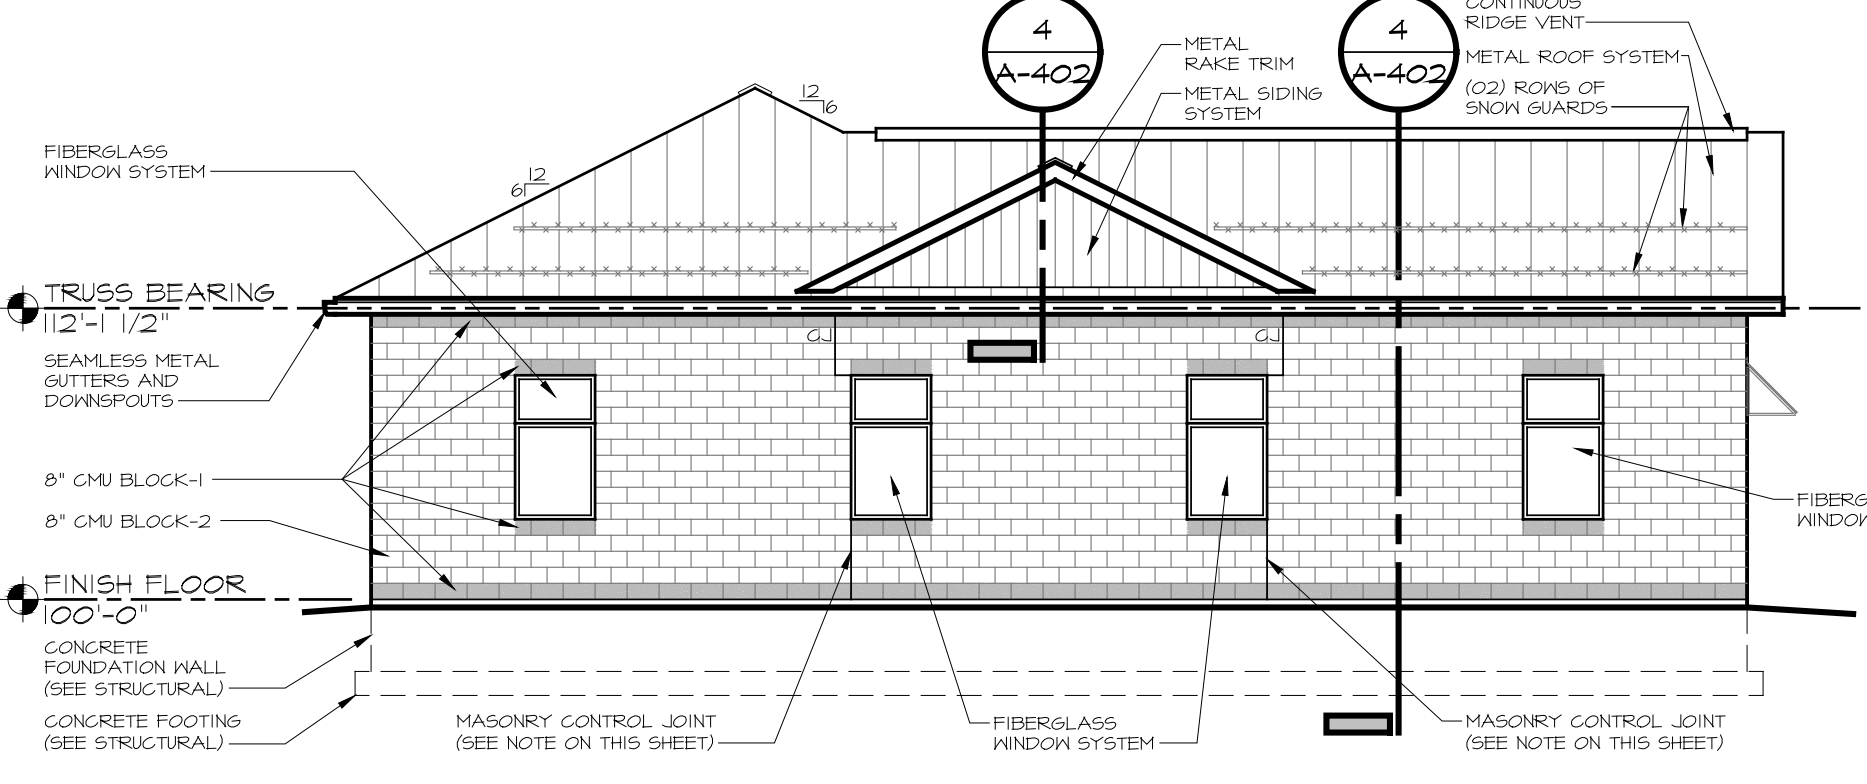 CONTINUOUS
RIDGE VENT
METAL ROOF SYSTEM
(02) ROWS OF
SNOW GUARDS
4
A-402
4
A-402
METAL
RAKE TRIM
METAL SIDING
SYSTEM
12
6
12
6
FIBERGLASS
WINDOW SYSTEM
TRUSS BEARING
112'-1 1/2"
SEAMLESS METAL
GUTTERS AND
DOWNSPOUTS
CJ
CJ
8" CMU BLOCK-1
8" CMU BLOCK-2
FIBERG
WINDOW
FINISH FLOOR
100'-0"
CONCRETE
FOUNDATION WALL
(SEE STRUCTURAL)
CONCRETE FOOTING
(SEE STRUCTURAL)
MASONRY CONTROL JOINT
(SEE NOTE ON THIS SHEET)
FIBERGLASS
WINDOW SYSTEM
MASONRY CONTROL JOINT
(SEE NOTE ON THIS SHEET)